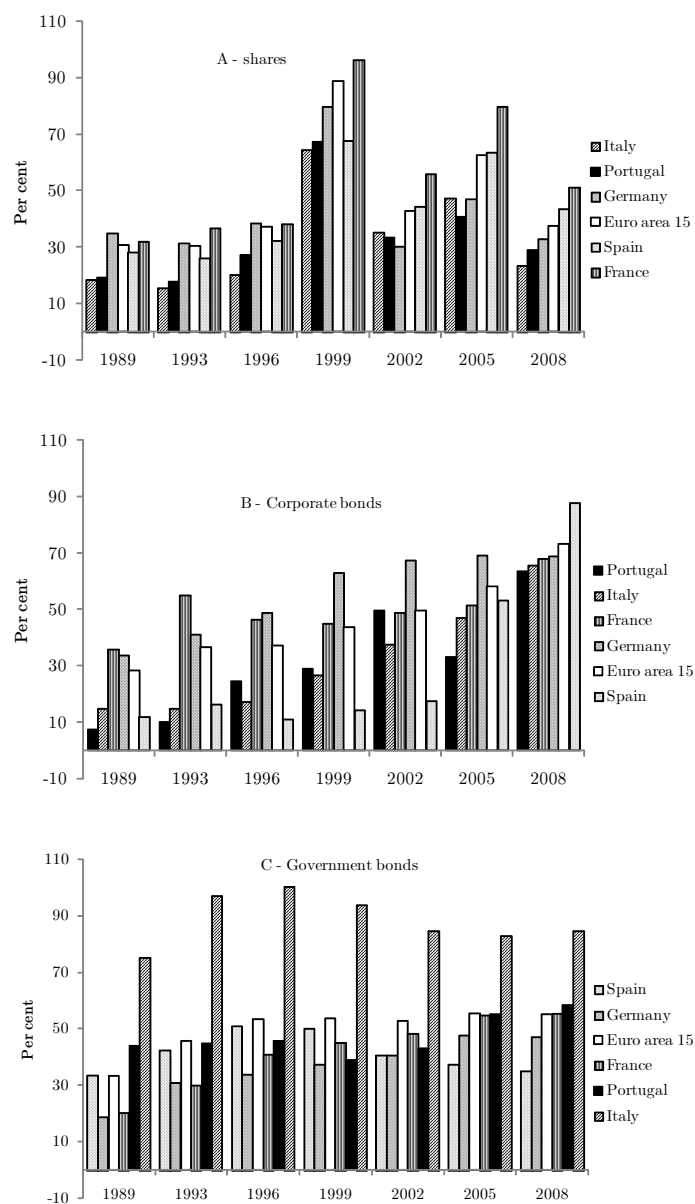 110
A - shares
90
70
Per cent
50
30
10
-10
1989 1993 1996 1999 2002 2005 2008
Italy
Portugal
Germany
Euro area 15
Spain
France
110
B - Corporate bonds
90
70
Per cent
50
30
10
-10
1989 1993 1996 1999 2002 2005 2008
Portugal
Italy
France
Germany
Euro area 15
Spain
110
C - Government bonds
90
70
Per cent
50
30
10
-10
1989 1993 1996 1999 2002 2005 2008
Spain
Germany
Euro area 15
France
Portugal
Italy